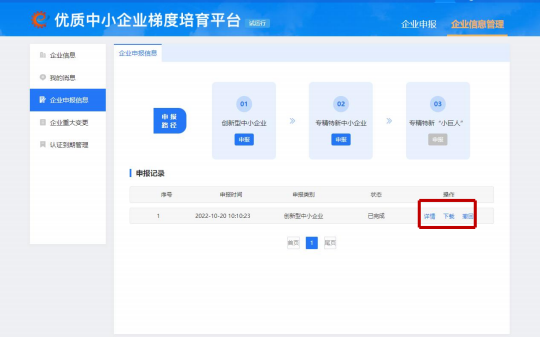 优质中小企业梯度培育平台 试运行
企业申报 企业信息管理
企业信息
我的消息
企业申报信息
企业重大变更
认证到期管理
企业申报信息
申报
路径
01
创新型中小企业
申报
02
专精特新中小企业
申报
03
专精特新“小巨人”
申报
申报记录
序号 申报时间 申报类别 状态 操作
1 2022-10-20 10:10:23 创新型中小企业 已完成 详情 下载
首页 1 尾页